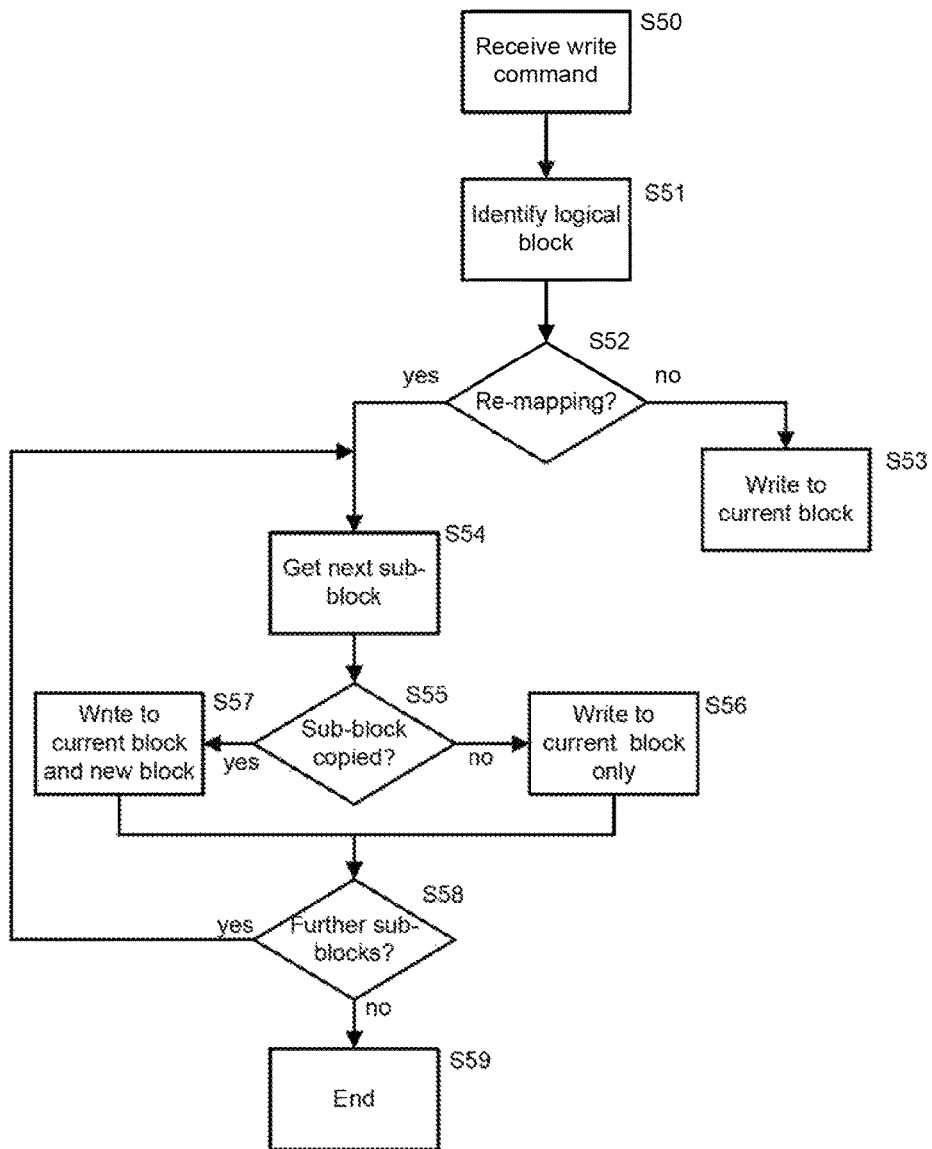 S50
Receive write
command
S51
Identify logical
block
S52
yes
no
Re-mapping?
S53
Write to
current block
S54
Get next sub-
block
S57
S55
S56
Write to
current block
and new block
yes
Sub-block
copied?
no
Write to
current block
only
S58
yes
Further sub-
blocks?
no
S59
End